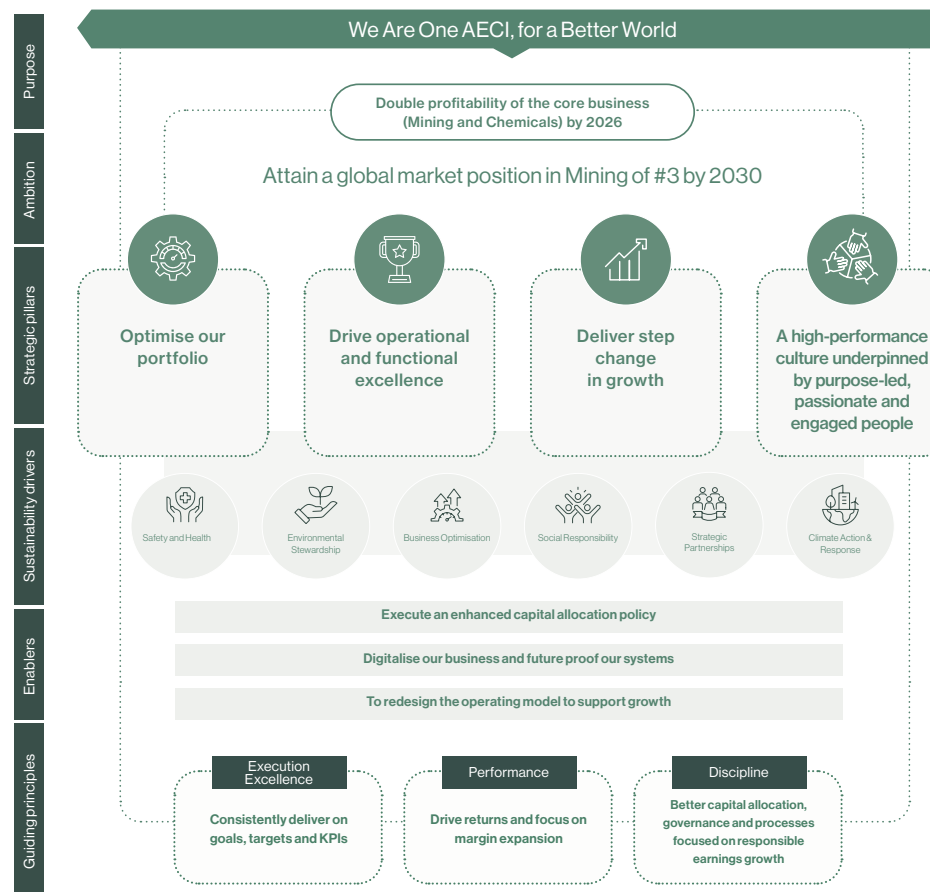 Purpose
We Are One AECI, for a Better World
Double profitability of the core business
(Mining and Chemicals) by 2026
Ambition
Attain a global market position in Mining of #3 by 2030
Strategic pillars
Optimise our
portfolio
Drive operational
and functional
excellence
Deliver step
change
in growth
A high-performance
culture underpinned
by purpose-led,
passionate and
engaged people
Sustainability drivers
Safety and Health
Environmental
Stewardship
Business Optimisation
Social Responsibility
Strategic
Partnerships
Climate Action &
Response
Enablers
Execute an enhanced capital allocation policy
Digitalise our business and future proof our systems
To redesign the operating model to support growth
Guiding principles
Execution
Excellence
Consistently deliver on
goals, targets and KPIs
Performance
Drive returns and focus on
margin expansion
Discipline
Better capital allocation,
governance and processes
focused on responsible
earnings growth